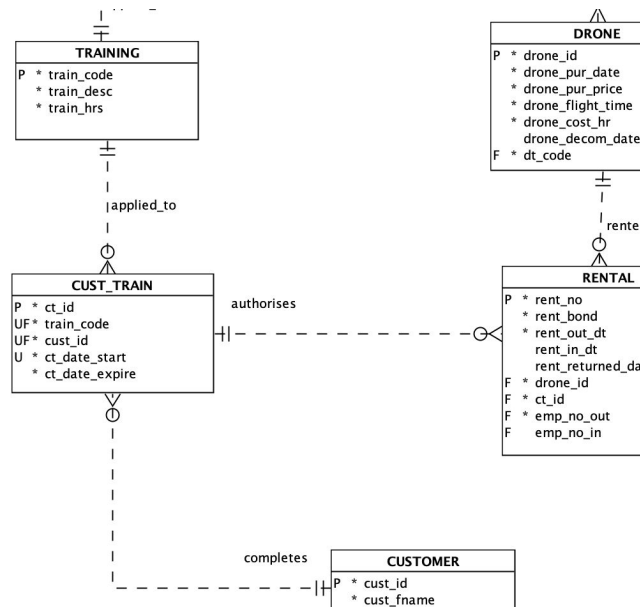 TRAINING
P * train_code
* train_desc
* train_hrs
DRONE
P * drone_id
* drone_pur_date
* drone_pur_price
* drone_flight_time
* drone_cost_hr
drone_decom_date
F * dt_code
applied_to
CUST_TRAIN
P * ct_id
UF * train_code
UF * cust_id
U * ct_date_start
* ct_date_expire
authorises
RENTAL
P * rent_no
* rent_bond
* rent_out_dt
rent_in_dt
F * drone_id
F * ct_id
F * emp_no_out
F emp_no_in
completes
CUSTOMER
P * cust_id
* cust_fname